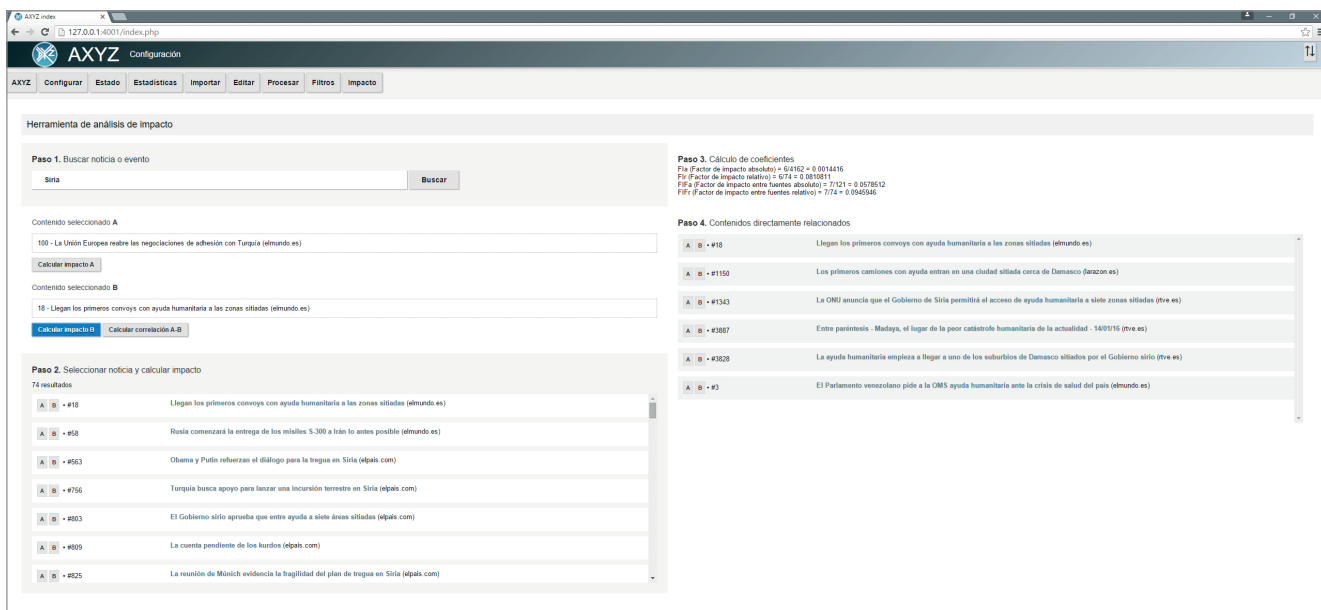 AXYZ index
127.0.0.1:4001/index.php
AXYZ Configuración
AXYZ Configurar Estado Estadísticas Importar Editar Procesar Filtros Impacto
Herramienta de análisis de impacto
Paso 1. Buscar noticia o evento
Siria Buscar
Contenido seleccionado A
100 - La Unión Europea reabre las negociaciones de adhesión con Turquía (elmundo.es)
Calcular impacto A
Contenido seleccionado B
18 - Llegan los primeros convoys con ayuda humanitaria a las zonas sitiadas (elmundo.es)
Calcular impacto B Calcular correlación A-B
Paso 2. Seleccionar noticia y calcular impacto
74 resultados
A B • #18 Llegan los primeros convoys con ayuda humanitaria a las zonas sitiadas (elmundo.es)
A B • #58 Rusia comenzará la entrega de los misiles S-300 a Irán lo antes posible (elmundo.es)
A B • #563 Obama y Putin refuerzan el diálogo para la tregua en Siria (elpais.com)
A B • #756 Turquía busca apoyo para lanzar una incursión terrestre en Siria (elpais.com)
A B • #803 El Gobierno sirio aprueba que entre ayuda a siete áreas sitiadas (elpais.com)
A B • #809 La cuenta pendiente de los kurdos (elpais.com)
A B • #825 La reunión de Múnich evidencia la fragilidad del plan de tregua en Siria (elpais.com)
Paso 3. Cálculo de coeficientes
FIa (Factor de impacto absoluto) = 6/4162 = 0.0014416
FIr (Factor de impacto relativo) = 6/74 = 0.0810811
FIFa (Factor de impacto entre fuentes absoluto) = 7/121 = 0.0578512
FIFr (Factor de impacto entre fuentes relativo) = 7/74 = 0.0945946
Paso 4. Contenidos directamente relacionados
A B • #18 Llegan los primeros convoys con ayuda humanitaria a las zonas sitiadas (elmundo.es)
A B • #1150 Los primeros camiones con ayuda entran en una ciudad sitiada cerca de Damasco (larazon.es)
A B • #1343 La ONU anuncia que el Gobierno de Siria permitirá el acceso de ayuda humanitaria a siete zonas sitiadas (rtve.es)
A B • #3887 Entre paréntesis - Madaya, el lugar de la peor catástrofe humanitaria de la actualidad - 14/01/16 (rtve.es)
A B • #3828 La ayuda humanitaria empieza a llegar a uno de los suburbios de Damasco sitiados por el Gobierno sirio (rtve.es)
A B • #3 El Parlamento venezolano pide a la OMS ayuda humanitaria ante la crisis de salud del país (elmundo.es)